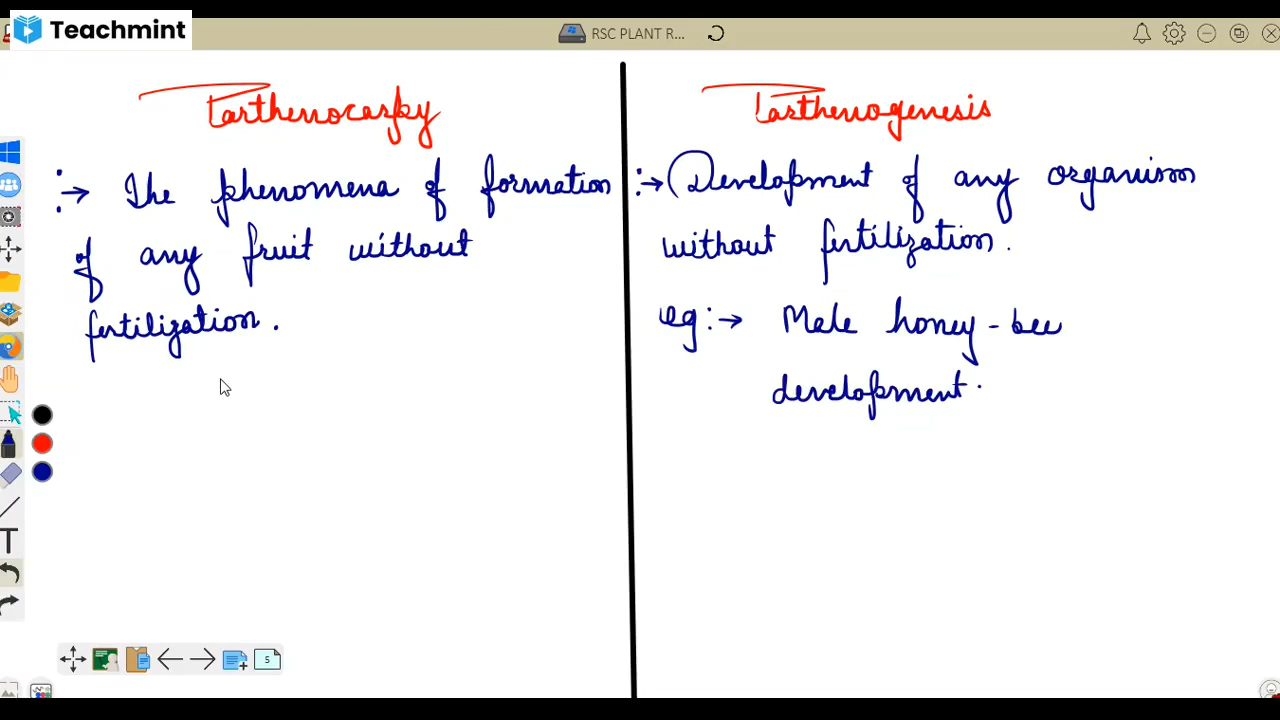 Teachmint
RSC PLANT R...
Parthenocarpy
:→ The phenomena of formation
of any fruit without
fertilization.
Parthenogenesis
:→ Development of any organism
without fertilization.
eg:→ Male honey-bee
development.
T
5